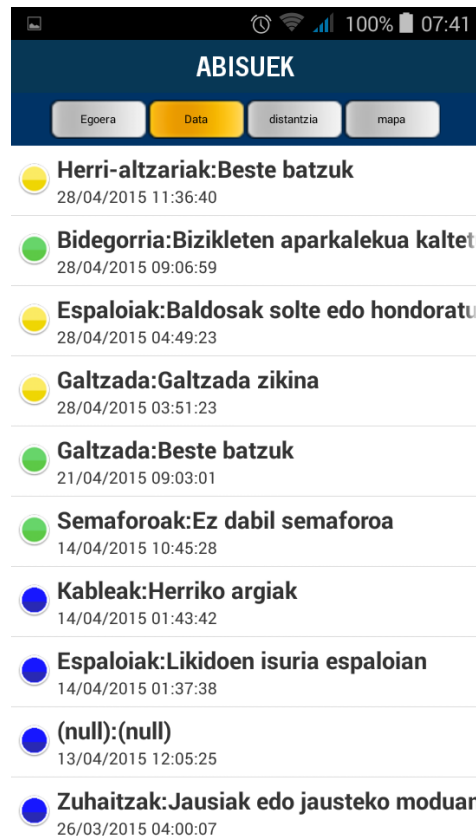 100% 07:41
ABISUEK
Egoera Data distantzia mapa
Herri-altzariak:Beste batzuk
28/04/2015 11:36:40
Bidegorria:Bizikleten aparkalekua kaltet
28/04/2015 09:06:59
Espaloiak:Baldosak solte edo hondoratu
28/04/2015 04:49:23
Galtzada:Galtzada zikina
28/04/2015 03:51:23
Galtzada:Beste batzuk
21/04/2015 09:03:01
Semaforoak:Ez dabil semaforoa
14/04/2015 10:45:28
Kableak:Herriko argiak
14/04/2015 01:43:42
Espaloiak:Likidoen isuria espaloian
14/04/2015 01:37:38
(null):(null)
13/04/2015 12:05:25
Zuhaitzak:Jausiak edo jausteko moduan
26/03/2015 04:00:07